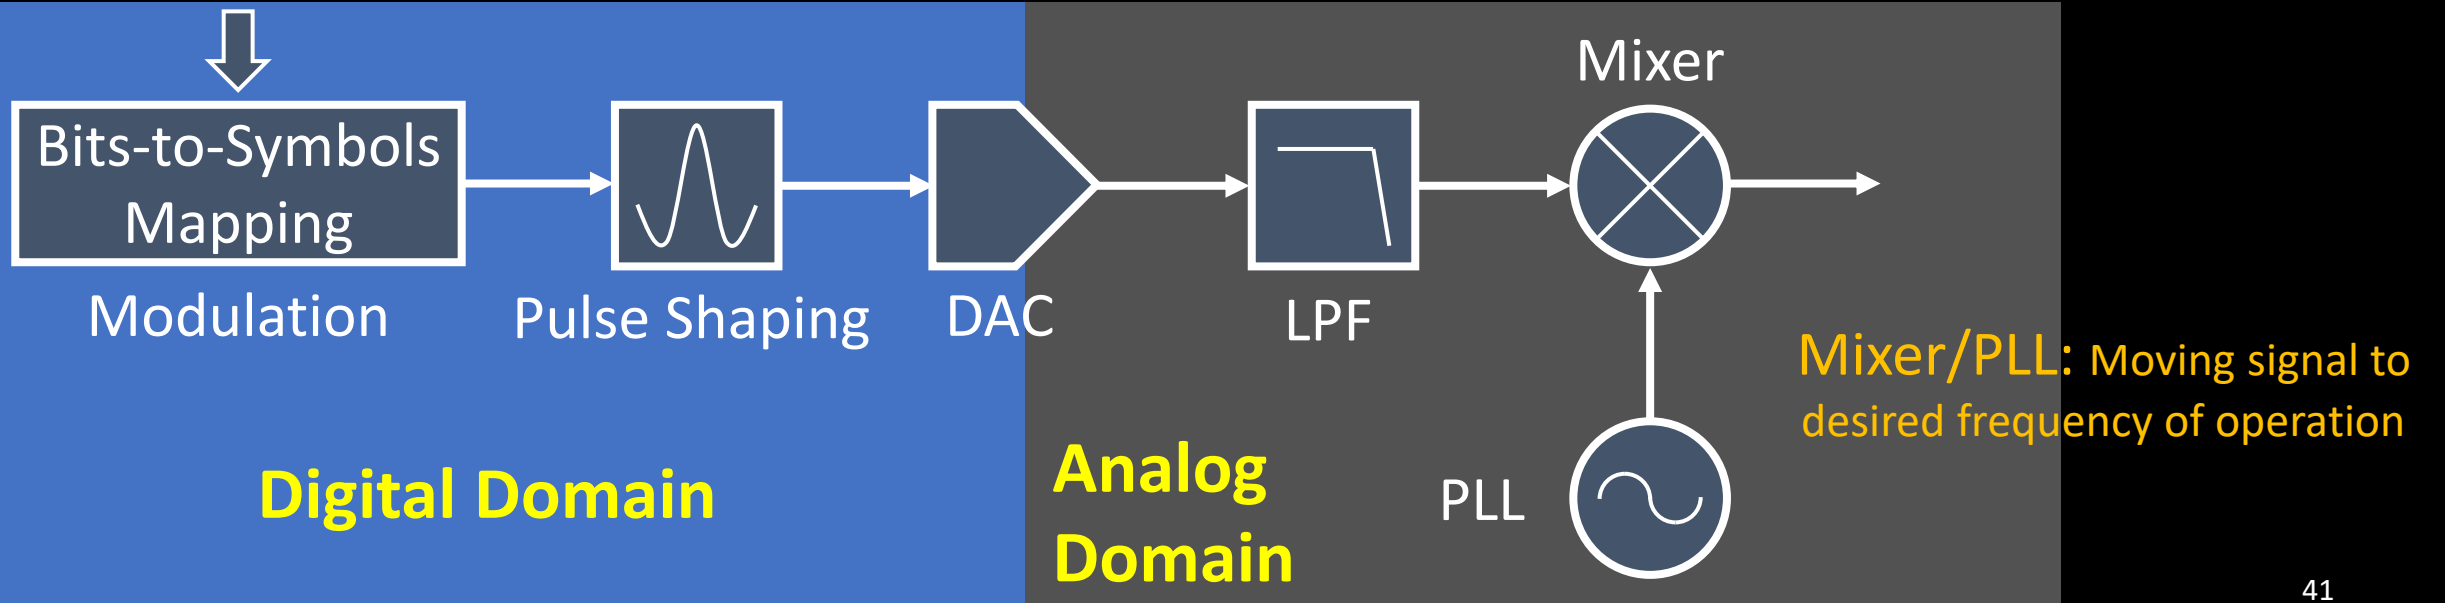 Mixer
Bits-to-Symbols
Mapping
Modulation
Pulse Shaping
DAC
LPF
Mixer/PLL: Moving signal to
desired frequency of operation
Digital Domain
Analog
Domain
PLL
41